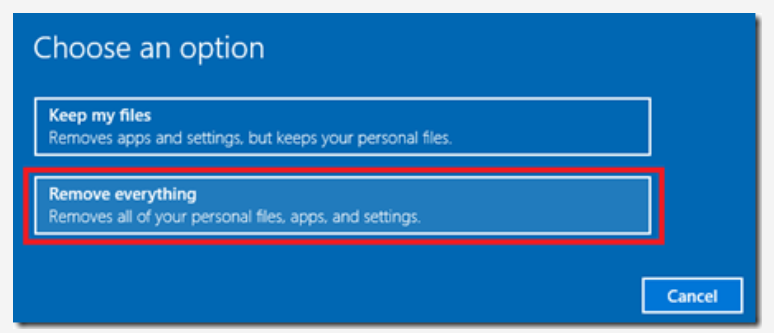 Choose an option
Keep my files
Removes apps and settings, but keeps your personal files.
Remove everything
Removes all of your personal files, apps, and settings.
Cancel